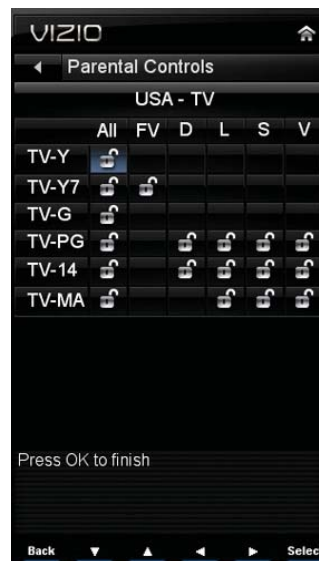 VIZIO
Parental Controls
USA - TV
All FV D L S V
TV-Y
TV-Y7
TV-G
TV-PG
TV-14
TV-MA
Press OK to finish
Back Selec